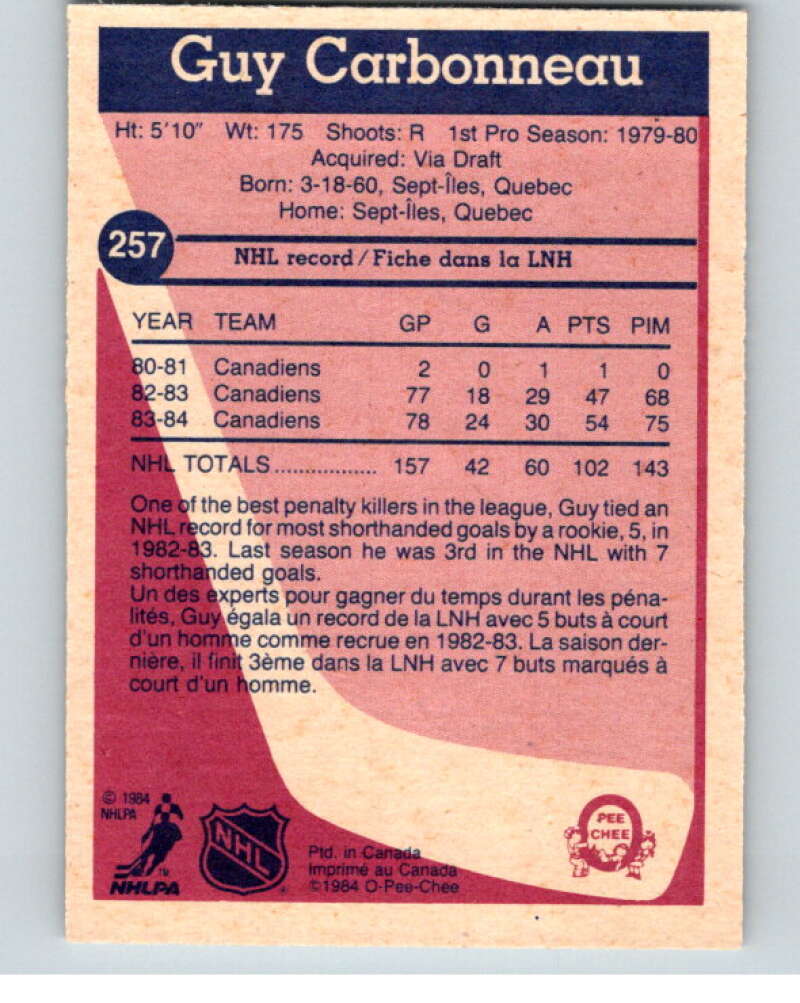 Guy Carbonneau
Ht: 5'10" Wt: 175 Shoots: R 1st Pro Season: 1979-80
Acquired: Via Draft
Born: 3-18-60, Sept-Îles, Quebec
Home: Sept-Îles, Quebec
257
NHL record / Fiche dans la LNH
YEAR TEAM GP G A PTS PIM
80-81 Canadiens 2 0 1 1 0
82-83 Canadiens 77 18 29 47 68
83-84 Canadiens 78 24 30 54 75
NHL TOTALS................. 157 42 60 102 143
One of the best penalty killers in the league, Guy tied an
NHL record for most shorthanded goals by a rookie, 5, in
1982-83. Last season he was 3rd in the NHL with 7
shorthanded goals.
Un des experts pour gagner du temps durant les péna-
lités, Guy égala un record de la LNH avec 5 buts à court
d'un homme comme recrue en 1982-83. La saison der-
nière, il finit 3ème dans la LNH avec 7 buts marqués à
court d'un homme.
© 1984
NHLPA
TM
NHLPA
NHL
Ptd. in Canada
Imprimé au Canada
©1984 O-Pee-Chee
PEE
CHEE